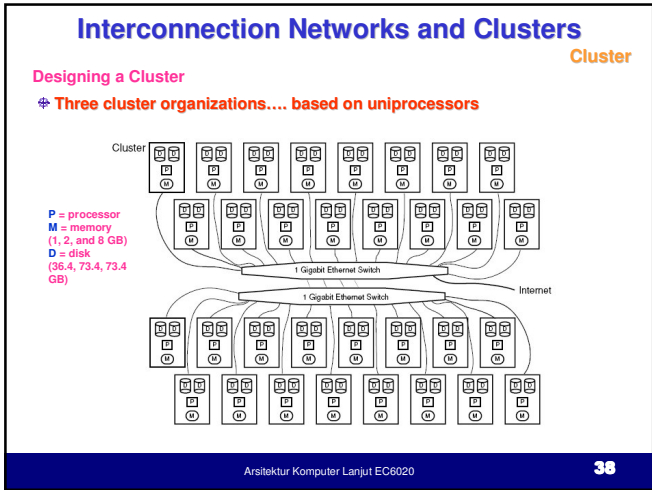 Interconnection Networks and Clusters
Cluster
Designing a Cluster
Three cluster organizations.... based on uniprocessors
Cluster
D D D D D D D D D D D D D D D D
P P P P P P P P
M M M M M M M M
D D D D D D D D D D D D D D D D
P P P P P P P P
M M M M M M M M
P = processor
M = memory
(1, 2, and 8 GB)
D = disk
(36.4, 73.4, 73.4
GB)
1 Gigabit Ethernet Switch
Internet
1 Gigabit Ethernet Switch
D D D D D D D D D D D D D D D D
P P P P P P P P
M M M M M M M M
D D D D D D D D D D D D D D D D
P P P P P P P P
M M M M M M M M
Arsitektur Komputer Lanjut EC6020
38